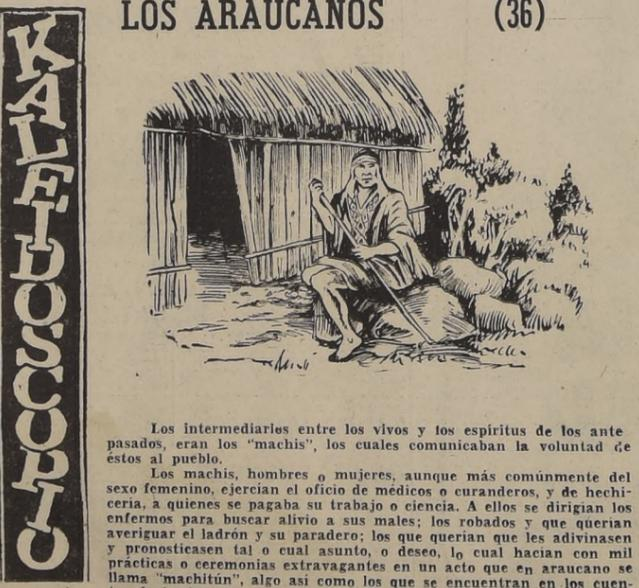 LOS ARAUCANOS (36)
KALEIDOSCOPIO
Los intermediarios entre los vivos y los espíritus de los ante
pasados, eran los "machis", los cuales comunicaban la voluntad de
éstos al pueblo.
Los machis, hombres o mujeres, aunque más comúnmente del
sexo femenino, ejercían el oficio de médicos o curanderos, y de hechi-
cería, a quienes se pagaba su trabajo o ciencia. A ellos se dirigían los
enfermos para buscar alivio a sus males; los robados y que querían
averiguar el ladrón y su paradero; los que querían que les adivinasen
y pronosticasen tal o cual asunto, o deseo, lo cual hacían con mil
prácticas o ceremonias extravagantes en un acto que en araucano se
llama "machitún", algo así como los que se encuentran en los cuen